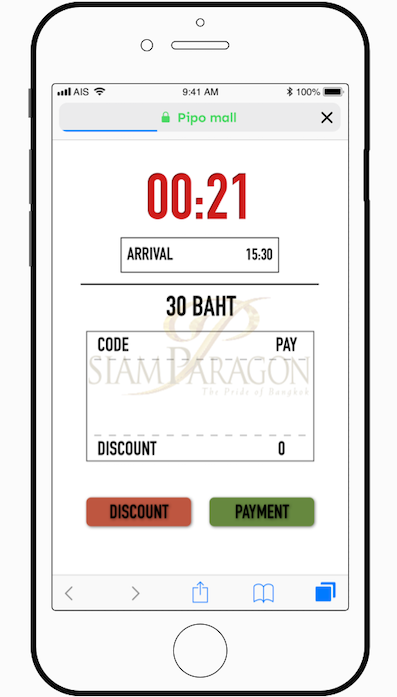 AIS 9:41 AM 100%
Pipo mall
00:21
ARRIVAL 15:30
30 BAHT
CODE PAY
SIAM PARAGON
The Pride of Bangkok
DISCOUNT 0
DISCOUNT PAYMENT